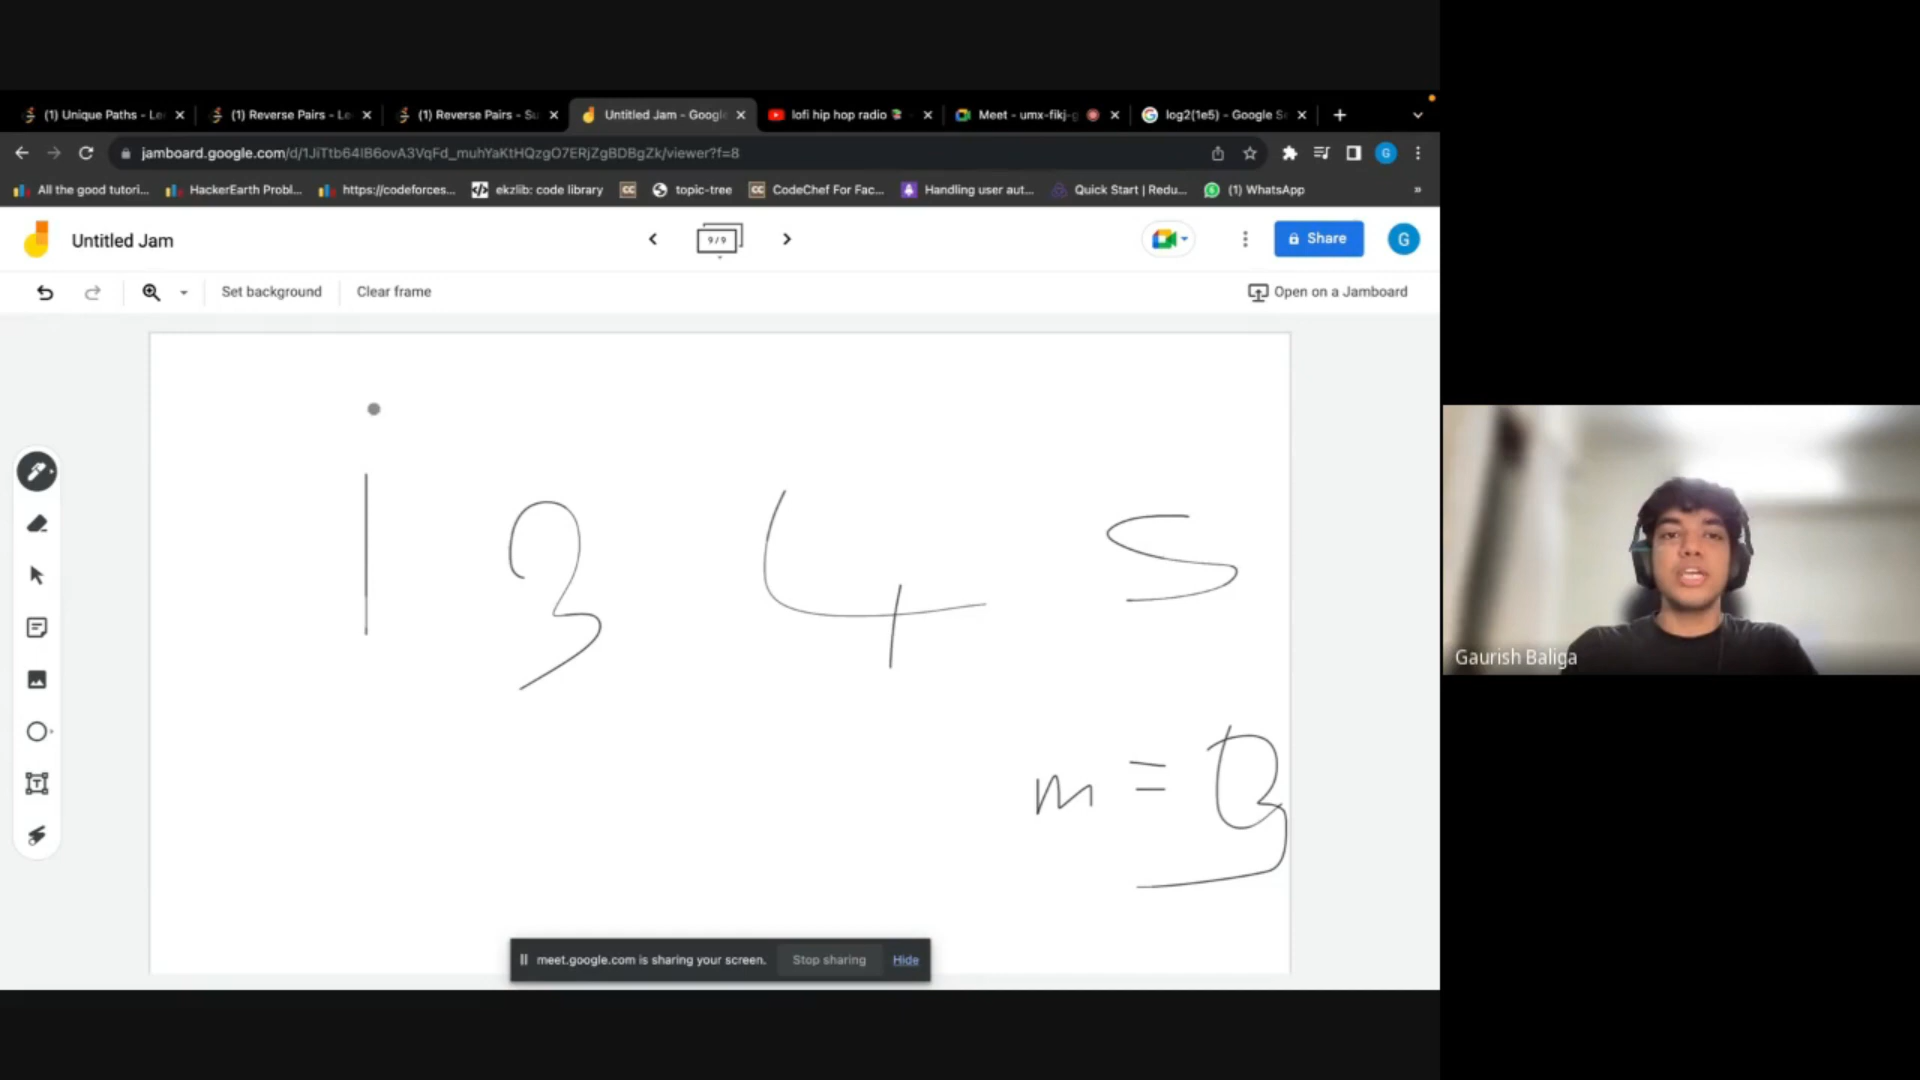 (1) Unique Paths - Le
(1) Reverse Pairs - Le
(1) Reverse Pairs - Su
Untitled Jam - Google
lofi hip hop radio
Meet - umx-fikj-g
log2(1e5) - Google Se
jamboard.google.com/d/1JiTtb64IB6ovA3VqFd_muhYaKtHQzgO7ERjZgBDBgZk/viewer?f=8
G
All the good tutori...
HackerEarth Probl...
https://codeforces...
ekzlib: code library
CC
topic-tree
CC CodeChef For Fac...
Handling user aut...
Quick Start | Redu...
(1) WhatsApp
»
Untitled Jam
9/9
Share
G
Set background
Clear frame
Open on a Jamboard
1 3 4 5
m =
meet.google.com is sharing your screen.
Stop sharing
Hide
Gaurish Baliga